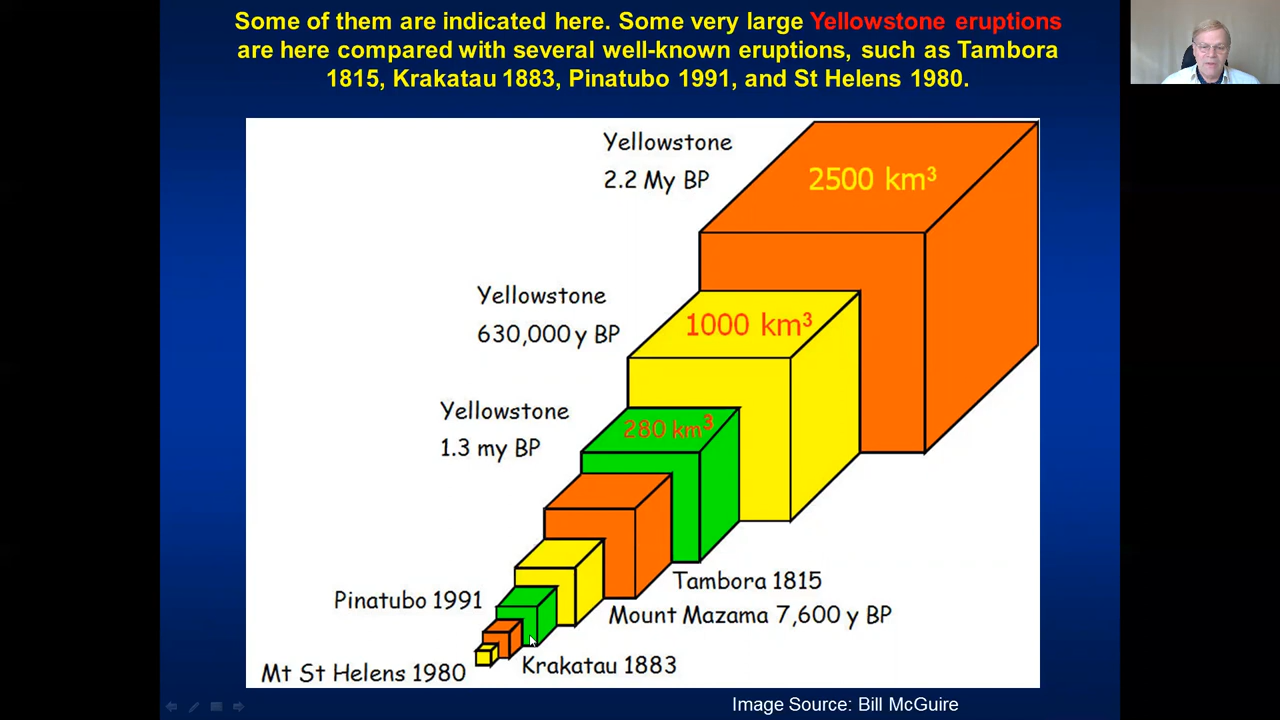 Some of them are indicated here. Some very large Yellowstone eruptions
are here compared with several well-known eruptions, such as Tambora
1815, Krakatau 1883, Pinatubo 1991, and St Helens 1980.
Yellowstone
2.2 My BP
2500 km³
Yellowstone
630,000 y BP
1000 km³
Yellowstone
1.3 my BP
280 km³
Tambora 1815
Pinatubo 1991
Mount Mazama 7,600 y BP
Krakatau 1883
Mt St Helens 1980
Image Source: Bill McGuire